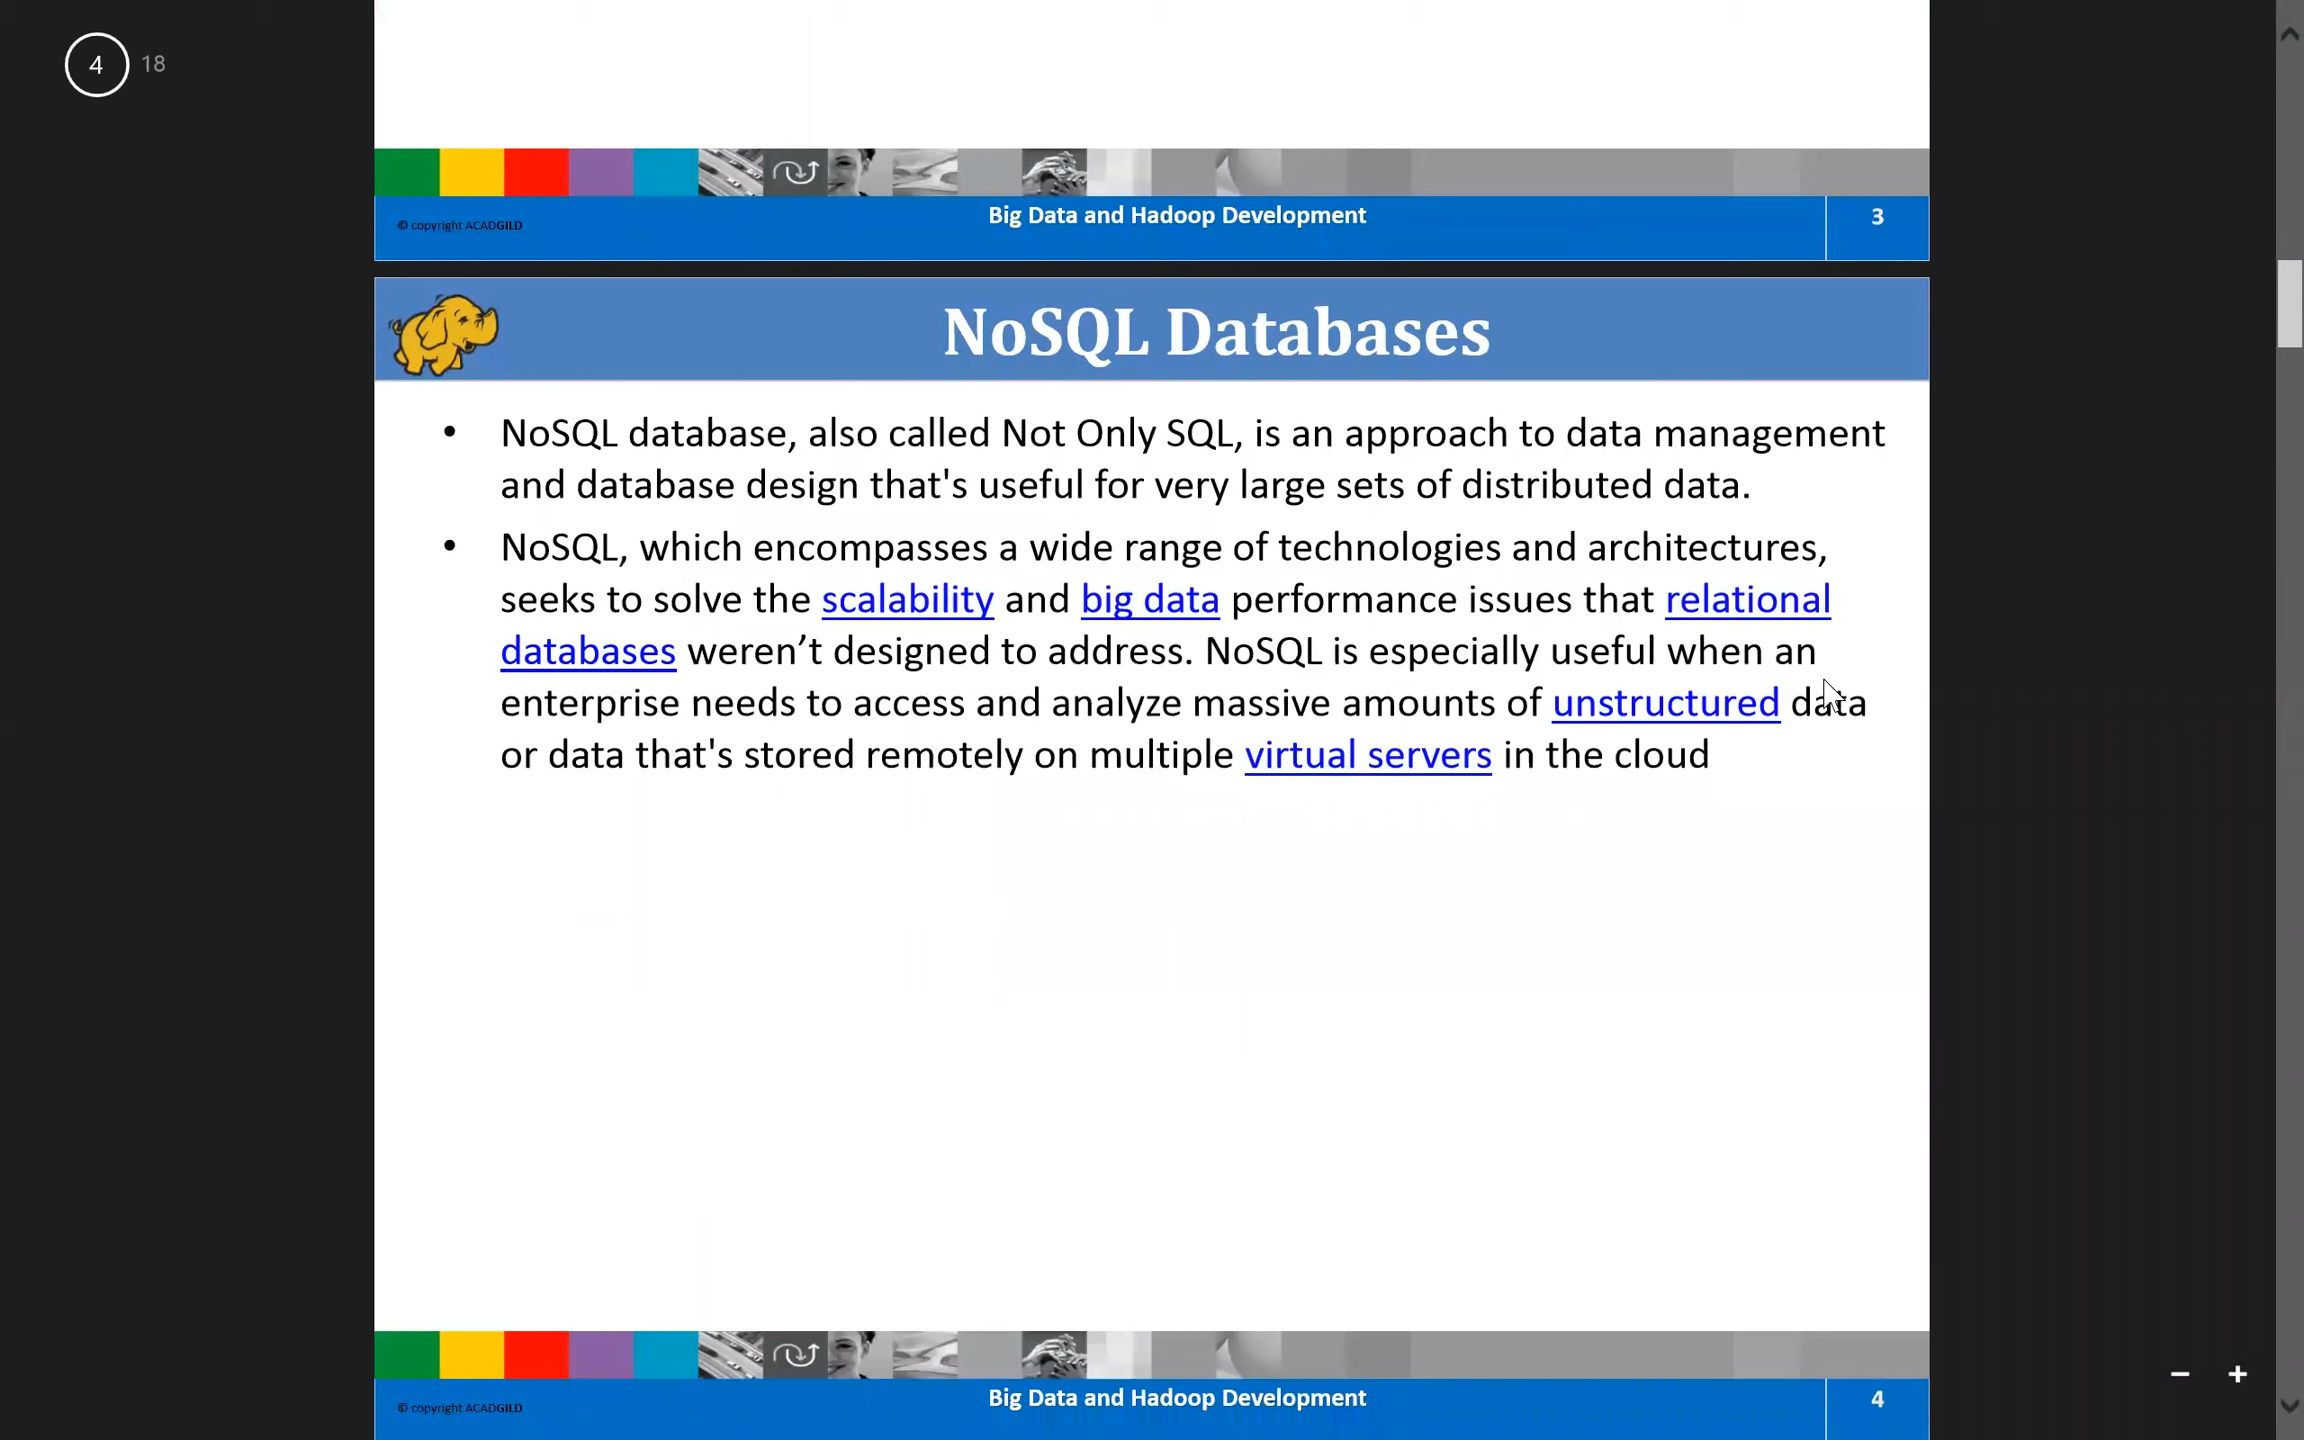 4 18
© copyright ACADGILD
Big Data and Hadoop Development
3
NoSQL Databases
• NoSQL database, also called Not Only SQL, is an approach to data management
and database design that's useful for very large sets of distributed data.
• NoSQL, which encompasses a wide range of technologies and architectures,
seeks to solve the scalability and big data performance issues that relational
databases weren’t designed to address. NoSQL is especially useful when an
enterprise needs to access and analyze massive amounts of unstructured data
or data that's stored remotely on multiple virtual servers in the cloud
© copyright ACADGILD
Big Data and Hadoop Development
4